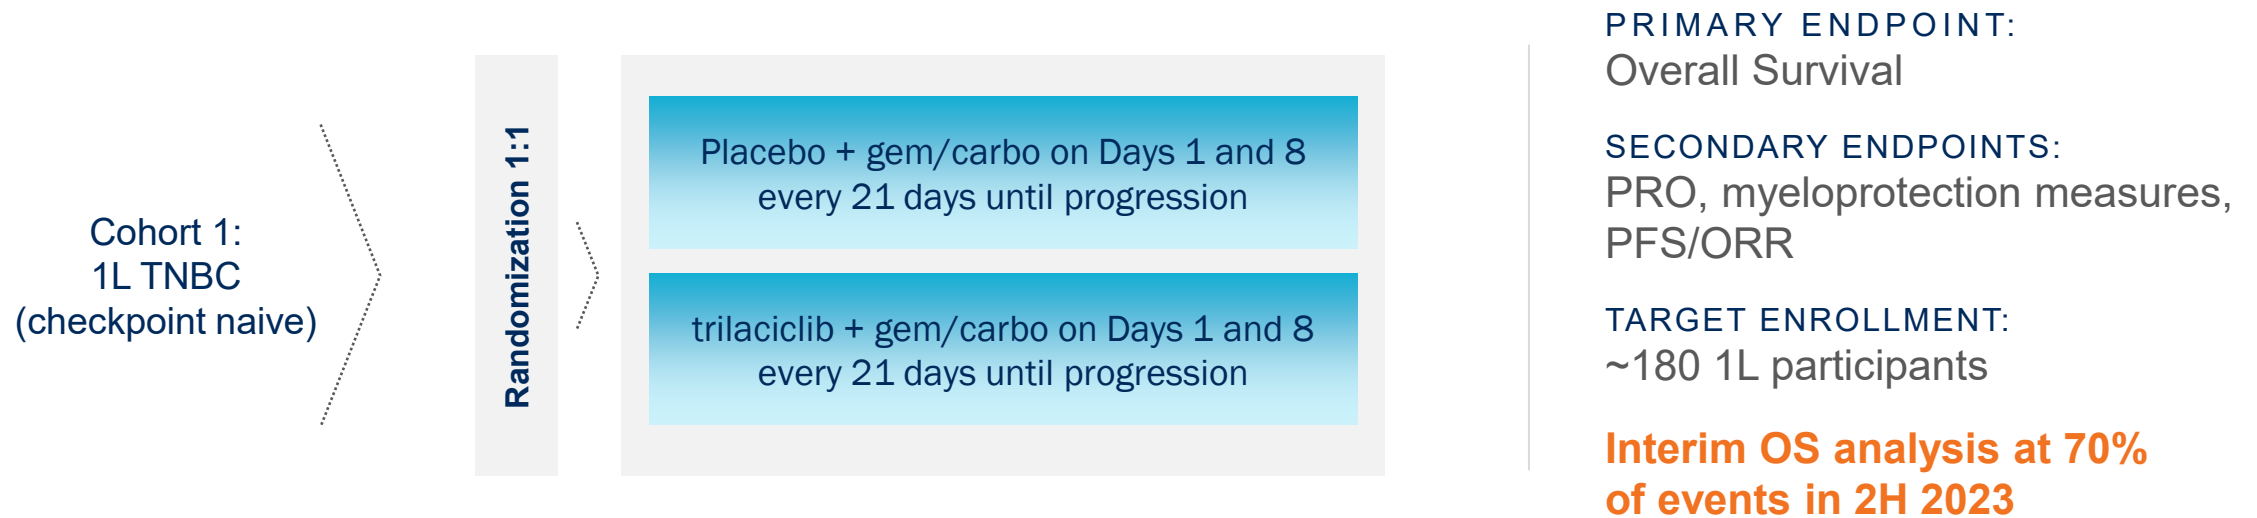 Cohort 1:
1L TNBC
(checkpoint naive)
Randomization 1:1
Placebo + gem/carbo on Days 1 and 8
every 21 days until progression
trilaciclib + gem/carbo on Days 1 and 8
every 21 days until progression
PRIMARY ENDPOINT:
Overall Survival
SECONDARY ENDPOINTS:
PRO, myeloprotection measures,
PFS/ORR
TARGET ENROLLMENT:
~180 1L participants
Interim OS analysis at 70%
of events in 2H 2023